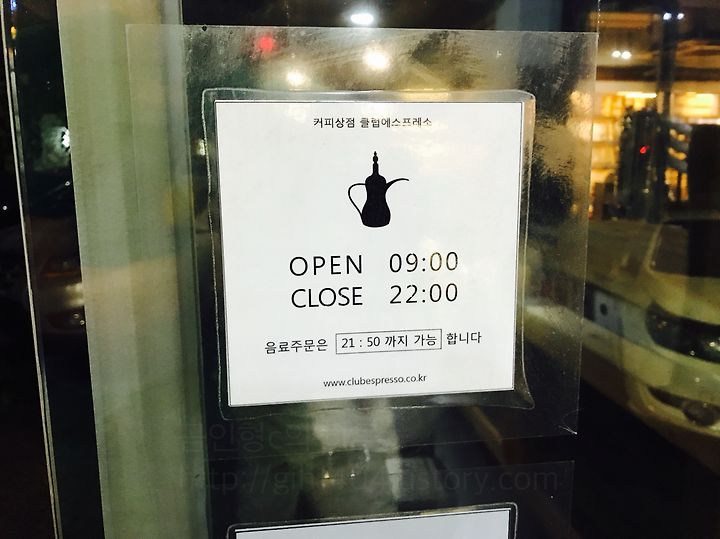 커피상점 클럽에스프레소
OPEN 09:00
CLOSE 22:00
음료주문은 21 : 50 까지 가능 합니다
www.clubespresso.co.kr